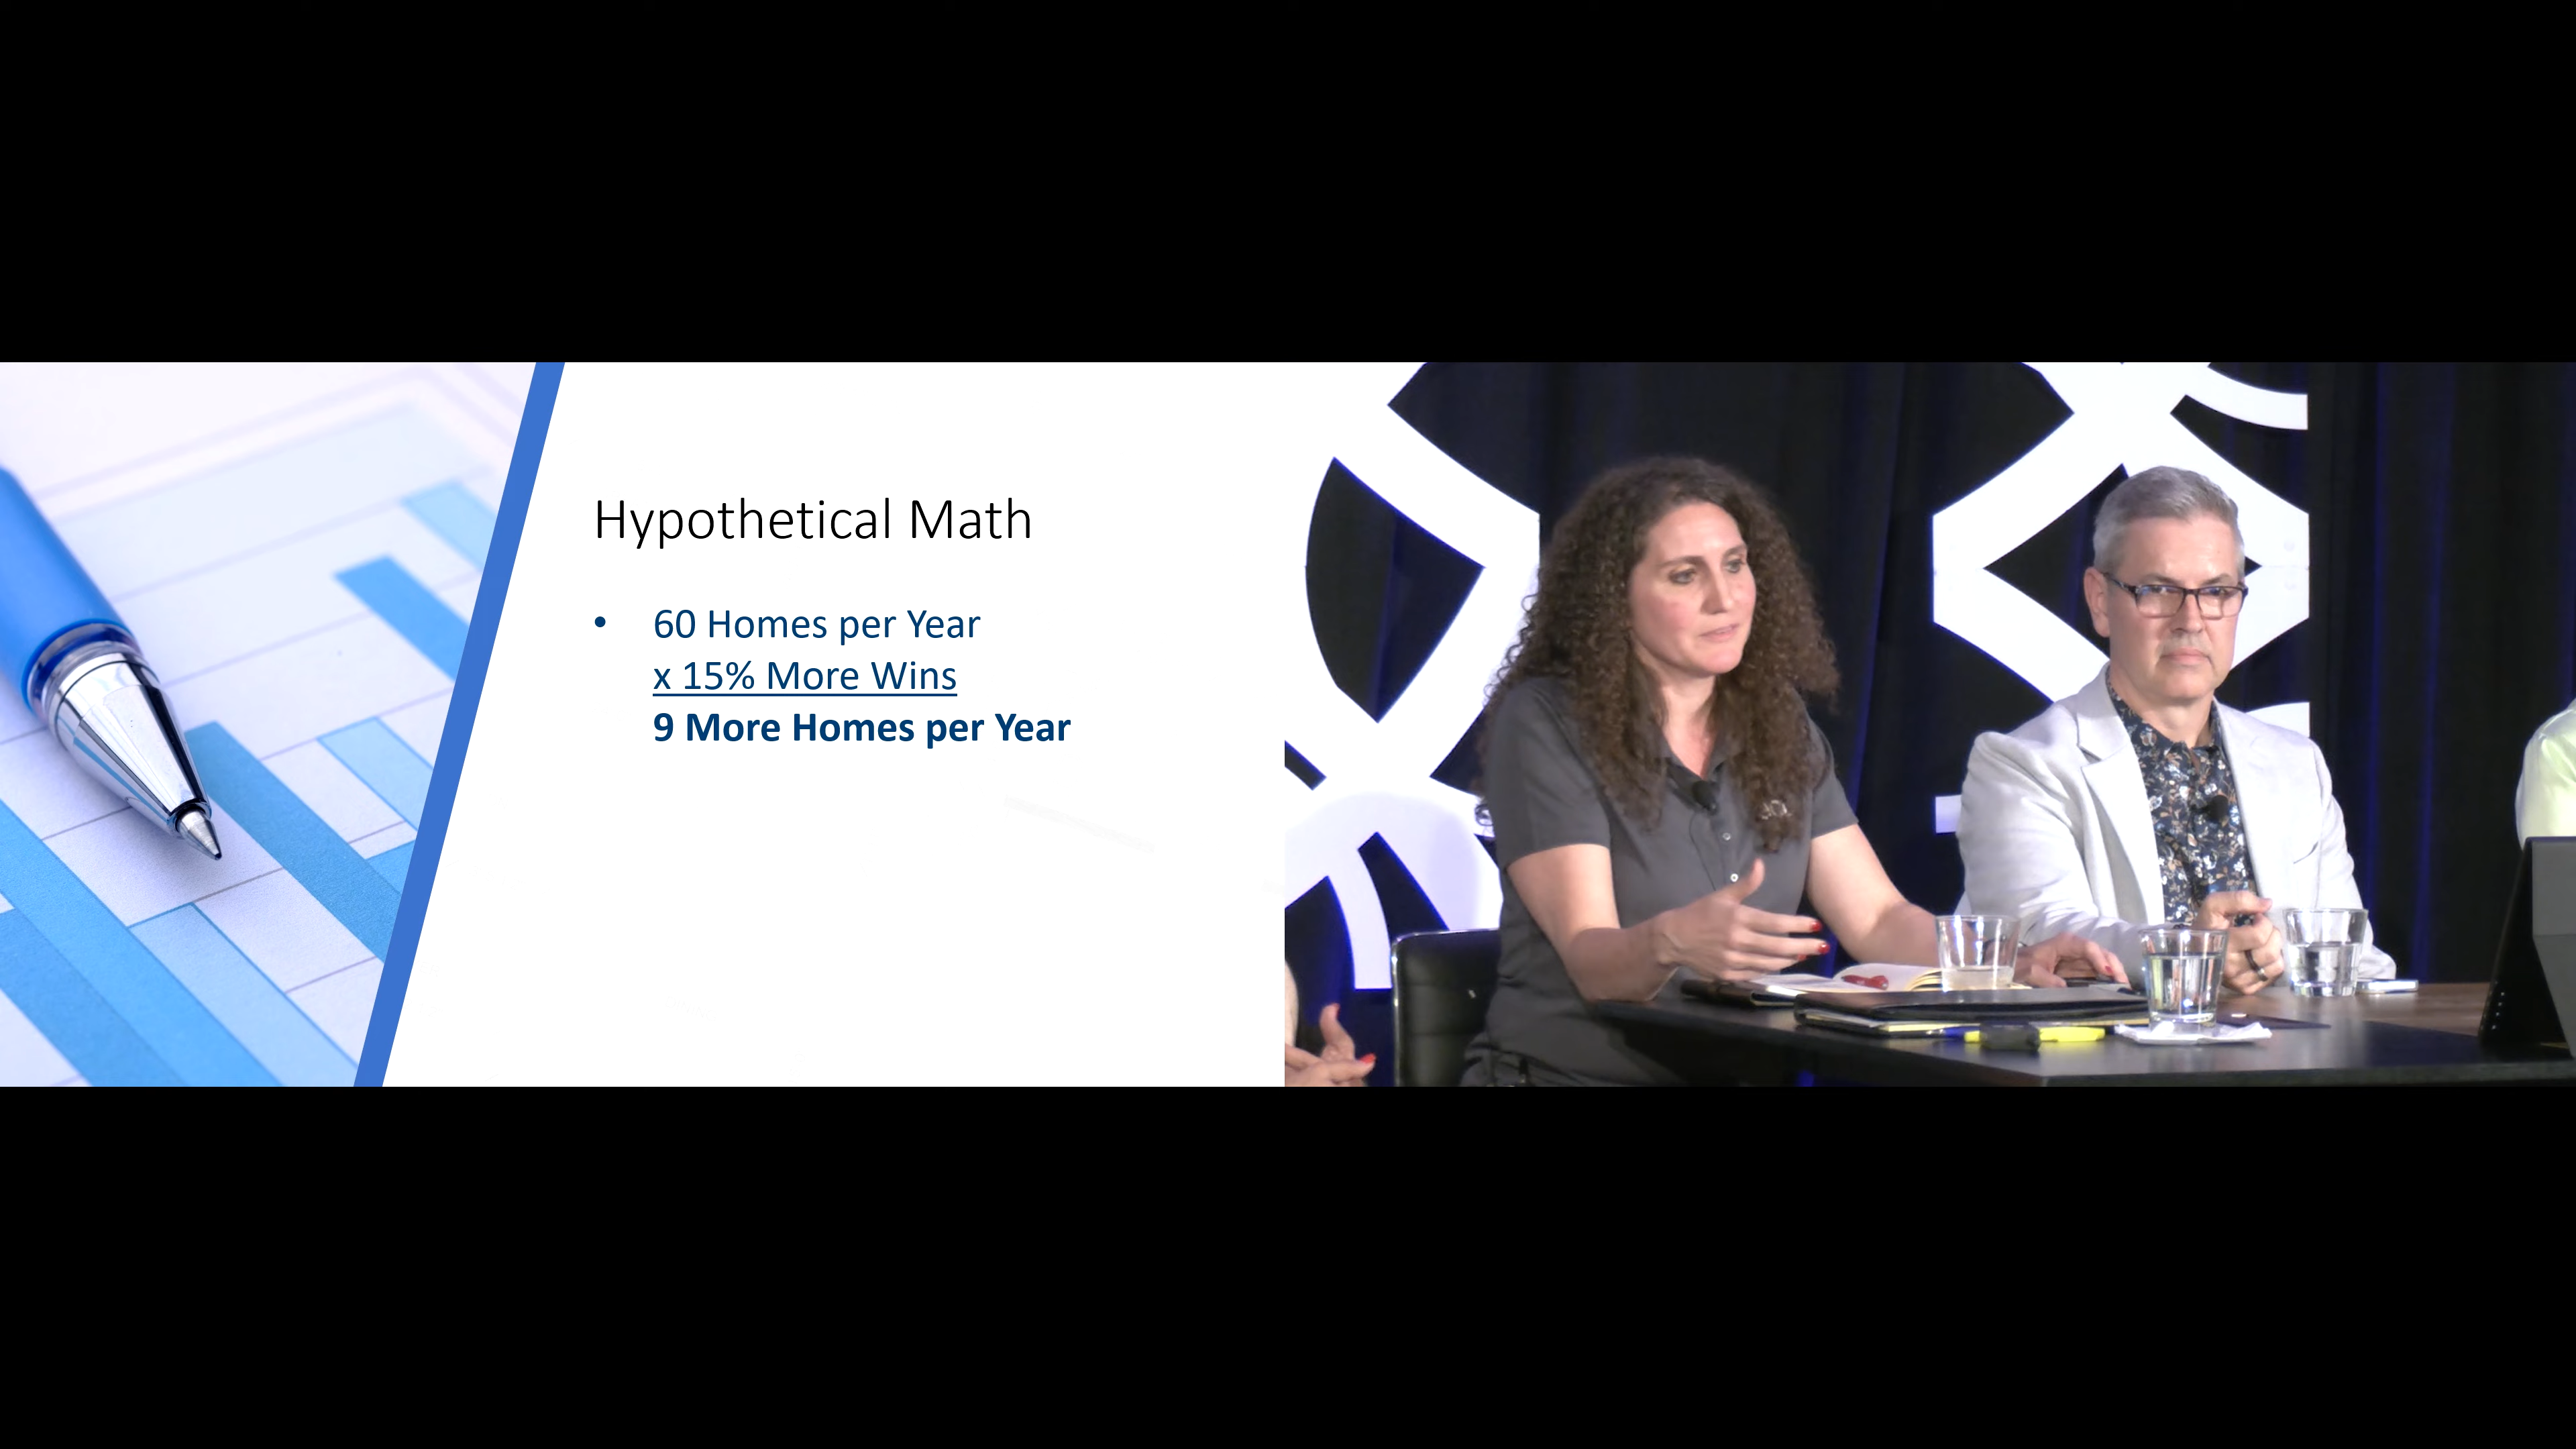 Hypothetical Math
• 60 Homes per Year
x 15% More Wins
9 More Homes per Year